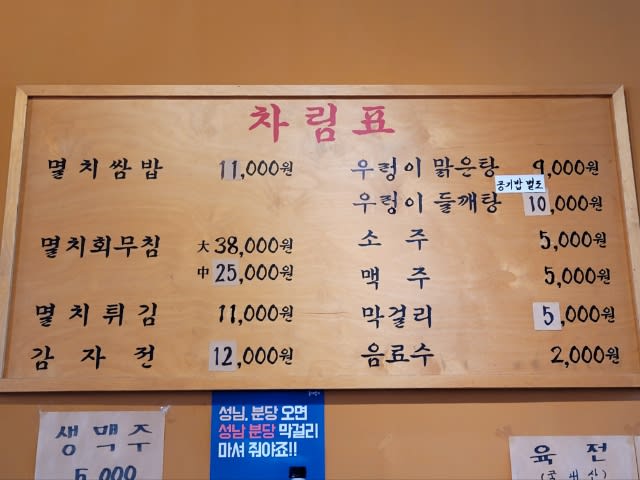 차림표
멸치쌈밥 11,000원
멸치회무침 大 38,000원
中 25,000원
멸치튀김 11,000원
감자전 12,000원
우렁이 맑은탕 9,000원
공기밥 별도
우렁이 들깨탕 10,000원
소주 5,000원
맥주 5,000원
막걸리 5,000원
음료수 2,000원
생맥주
5,000
성님, 분당 오면
성남 분당 막걸리
마셔 줘야죠!!
육전
(국내산)